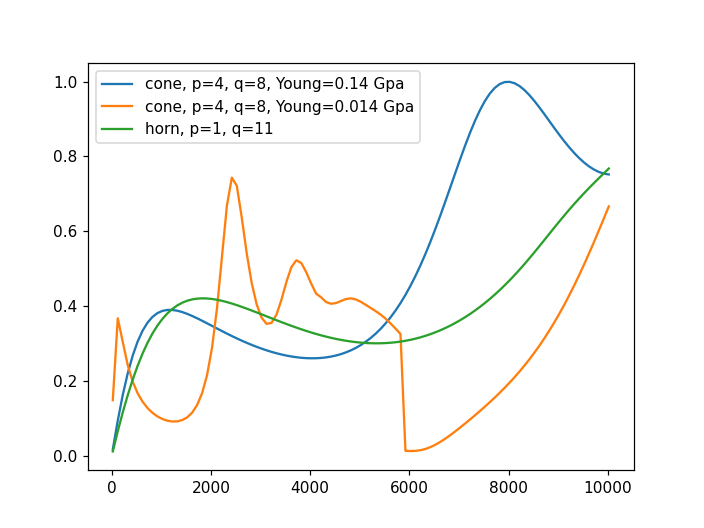 cone, p=4, q=8, Young=0.14 Gpa
cone, p=4, q=8, Young=0.014 Gpa
horn, p=1, q=11
1.0
0.8
0.6
0.4
0.2
0.0
0 2000 4000 6000 8000 10000